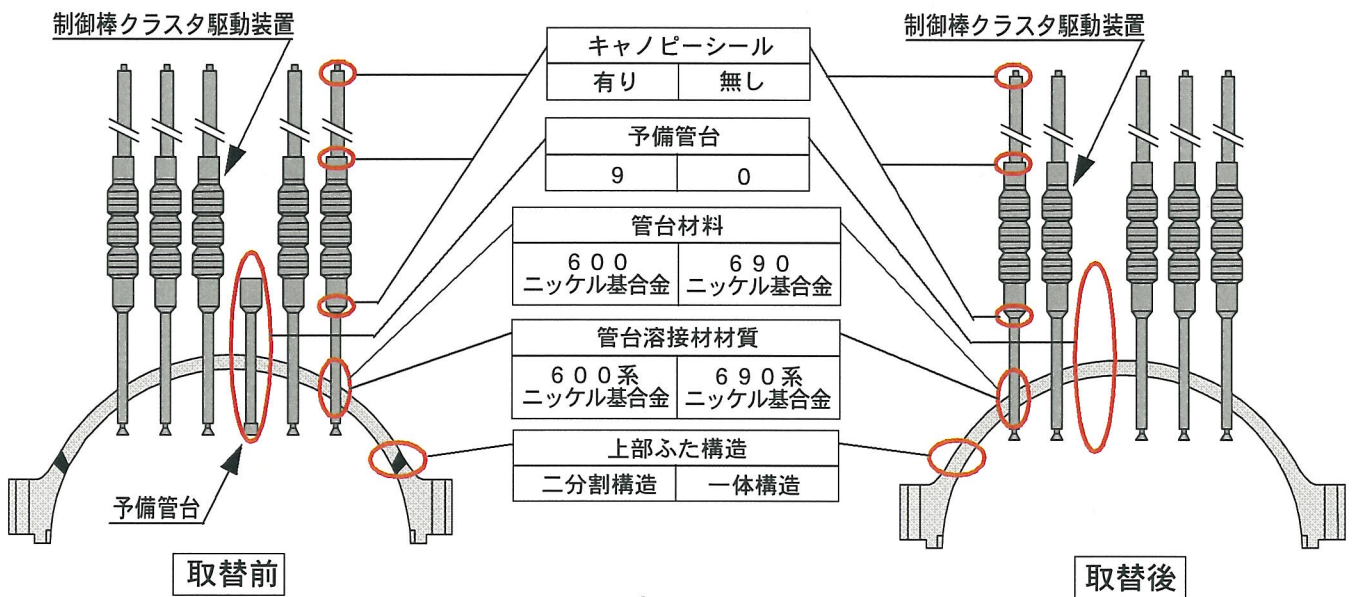 制御棒クラスタ駆動装置
キャノピーシール
有り 無し
予備管台
9 0
管台材料
600
ニッケル基合金
690
ニッケル基合金
管台溶接材材質
600系
ニッケル基合金
690系
ニッケル基合金
上部ふた構造
二分割構造 一体構造
予備管台
取替前
制御棒クラスタ駆動装置
取替後